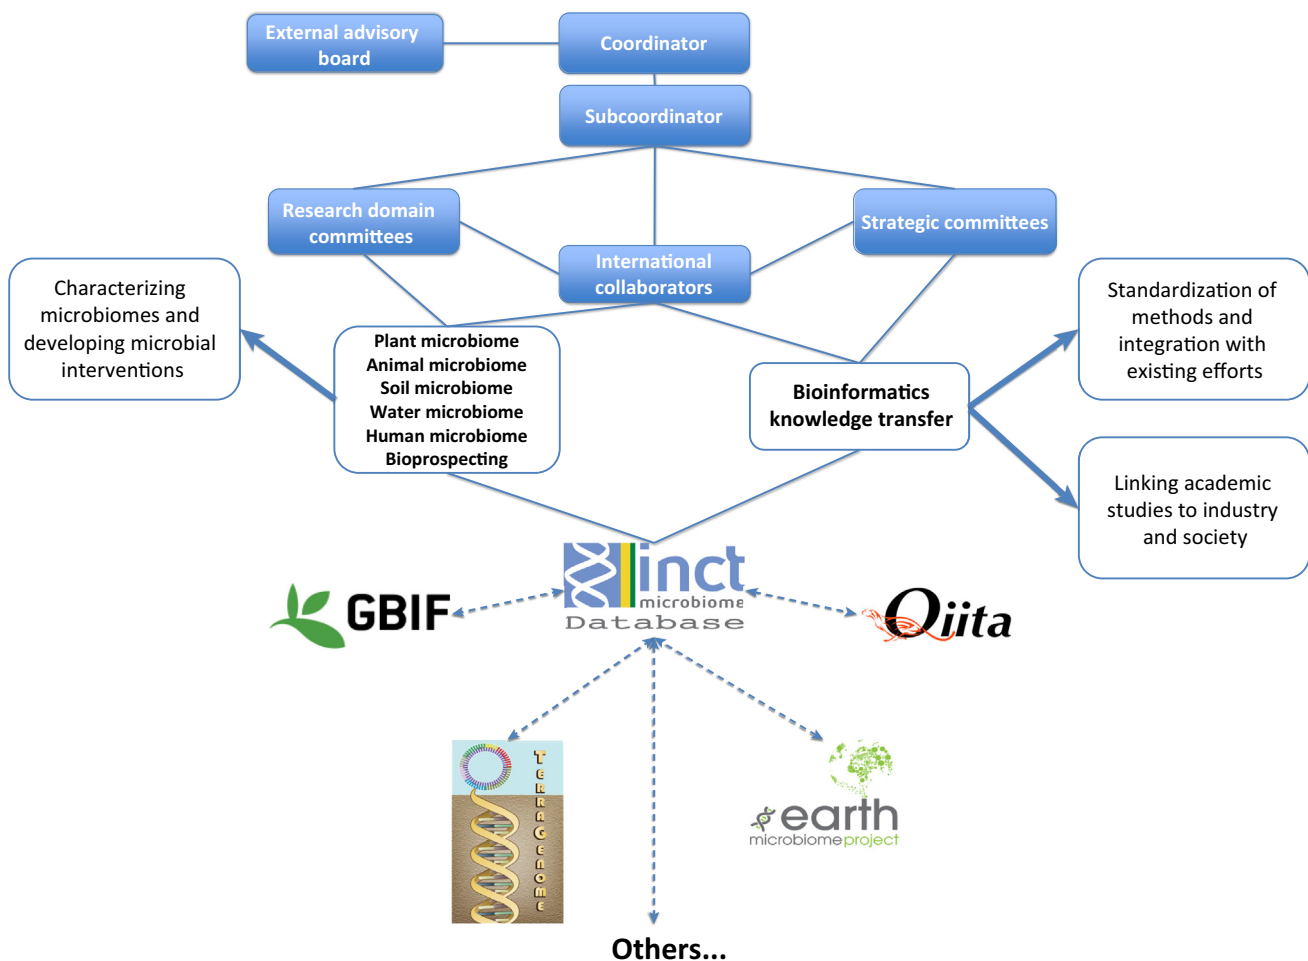 External advisory
board
Coordinator
Subcoordinator
Research domain
committees
Strategic committees
International
collaborators
Characterizing
microbiomes and
developing microbial
interventions
Plant microbiome
Animal microbiome
Soil microbiome
Water microbiome
Human microbiome
Bioprospecting
Bioinformatics
knowledge transfer
Standardization of
methods and
integration with
existing efforts
Linking academic
studies to industry
and society
inct
microbiome
Database
GBIF
Qiita
TERRAGENOME
earth
microbiomeproject
Others...